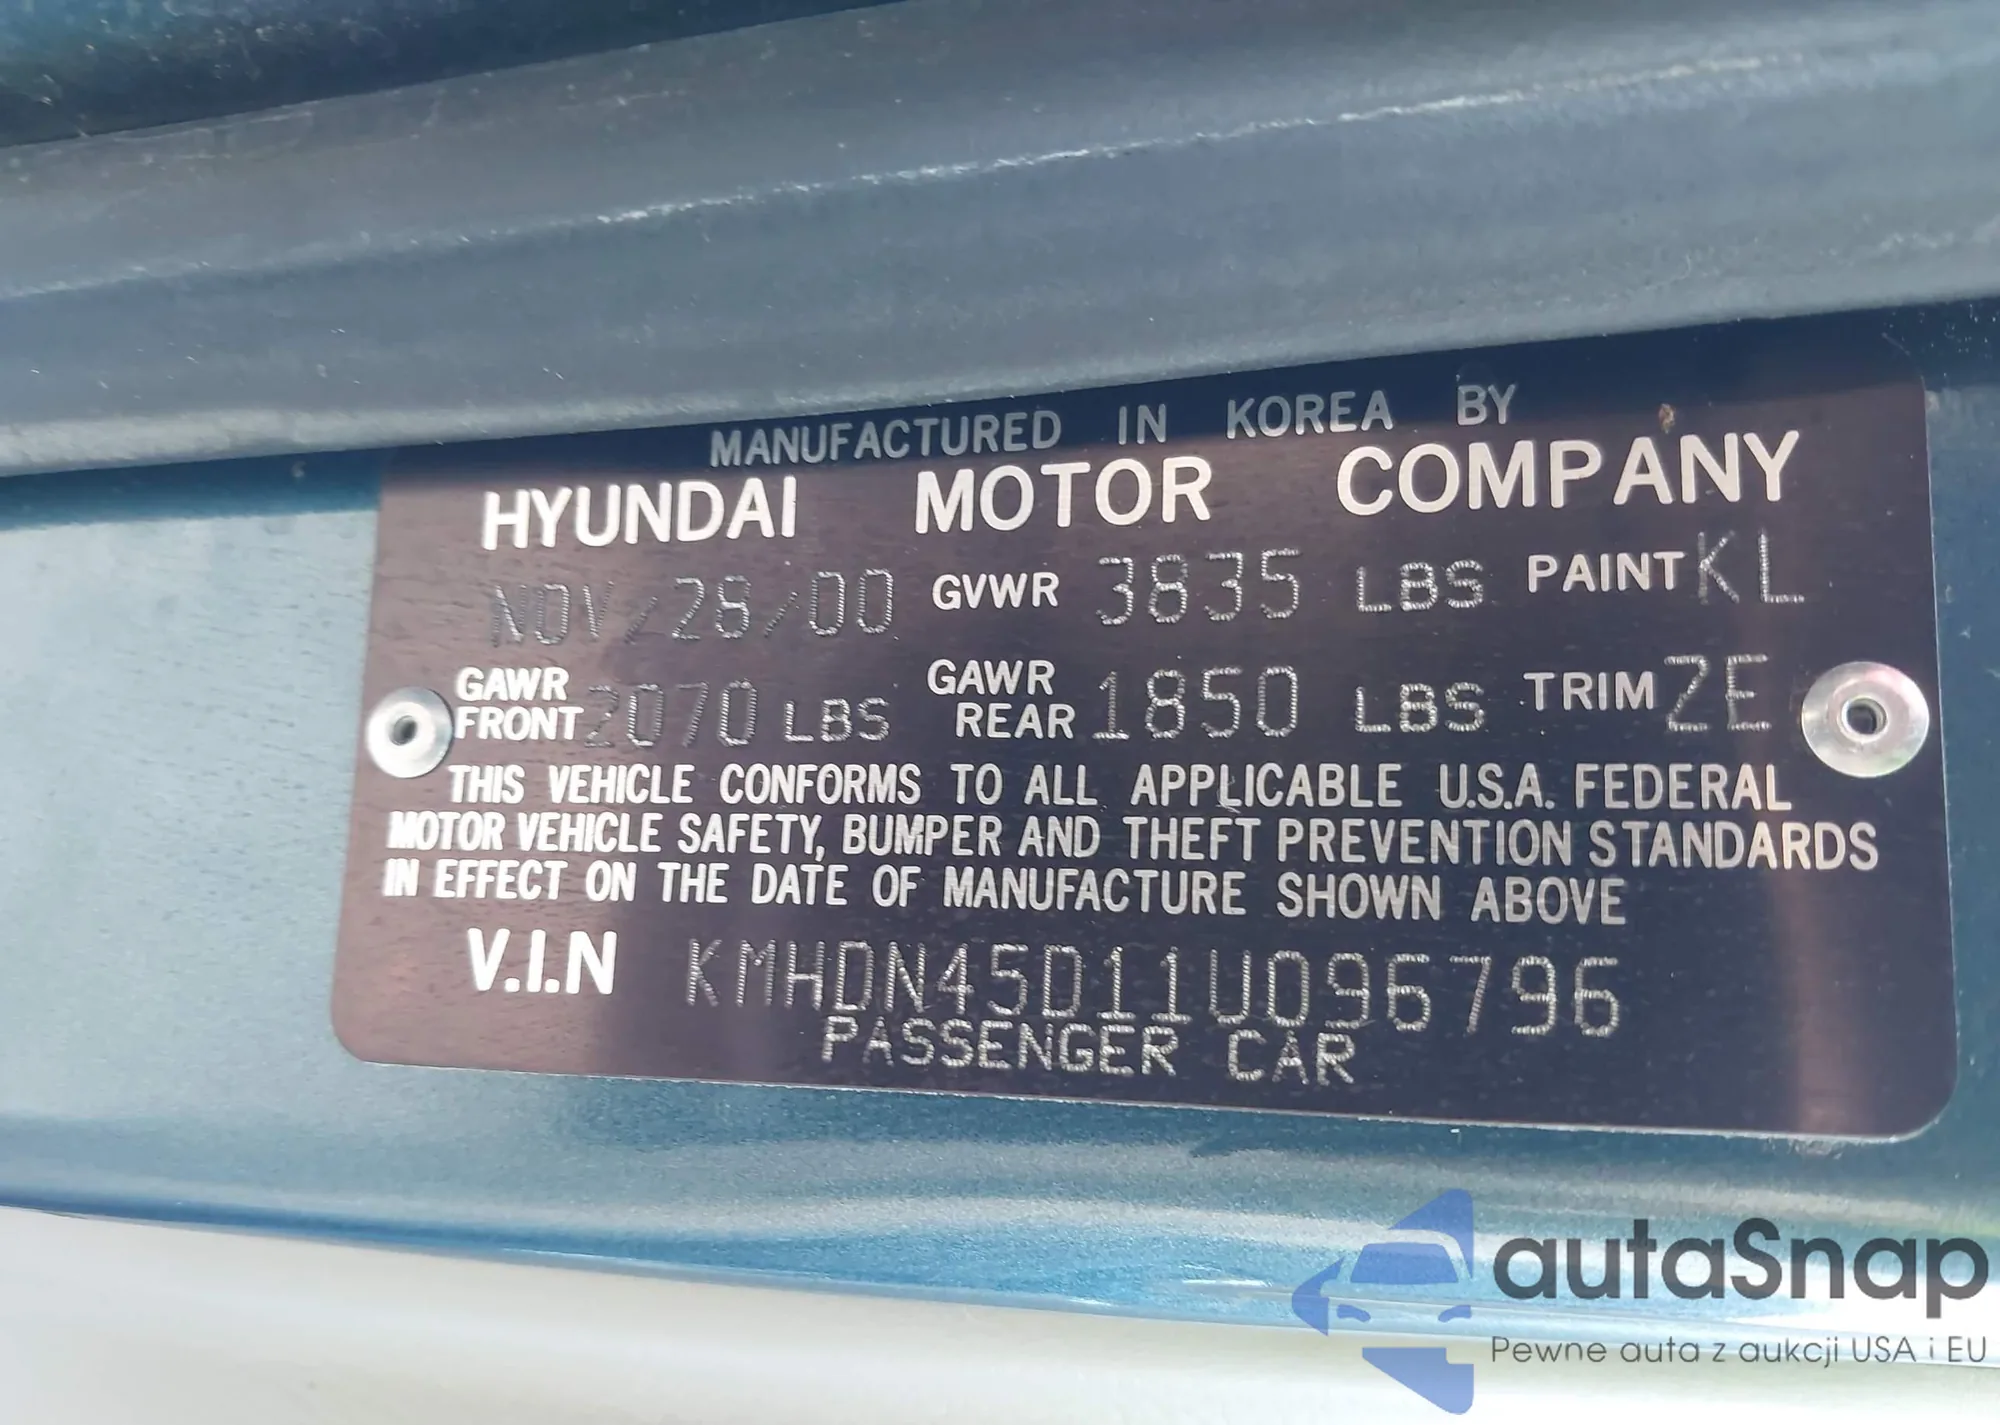 MANUFACTURED IN KOREA BY
HYUNDAI MOTOR COMPANY
NOV/28/00 GVWR 3835 LBS PAINT KL
GAWR FRONT 2070 LBS GAWR REAR 1850 LBS TRIM ZE
THIS VEHICLE CONFORMS TO ALL APPLICABLE U.S.A. FEDERAL
MOTOR VEHICLE SAFETY, BUMPER AND THEFT PREVENTION STANDARDS
IN EFFECT ON THE DATE OF MANUFACTURE SHOWN ABOVE
V.I.N KMHDN45D11U096796
PASSENGER CAR
autaSnap
Pewne auta z aukcji USA i EU